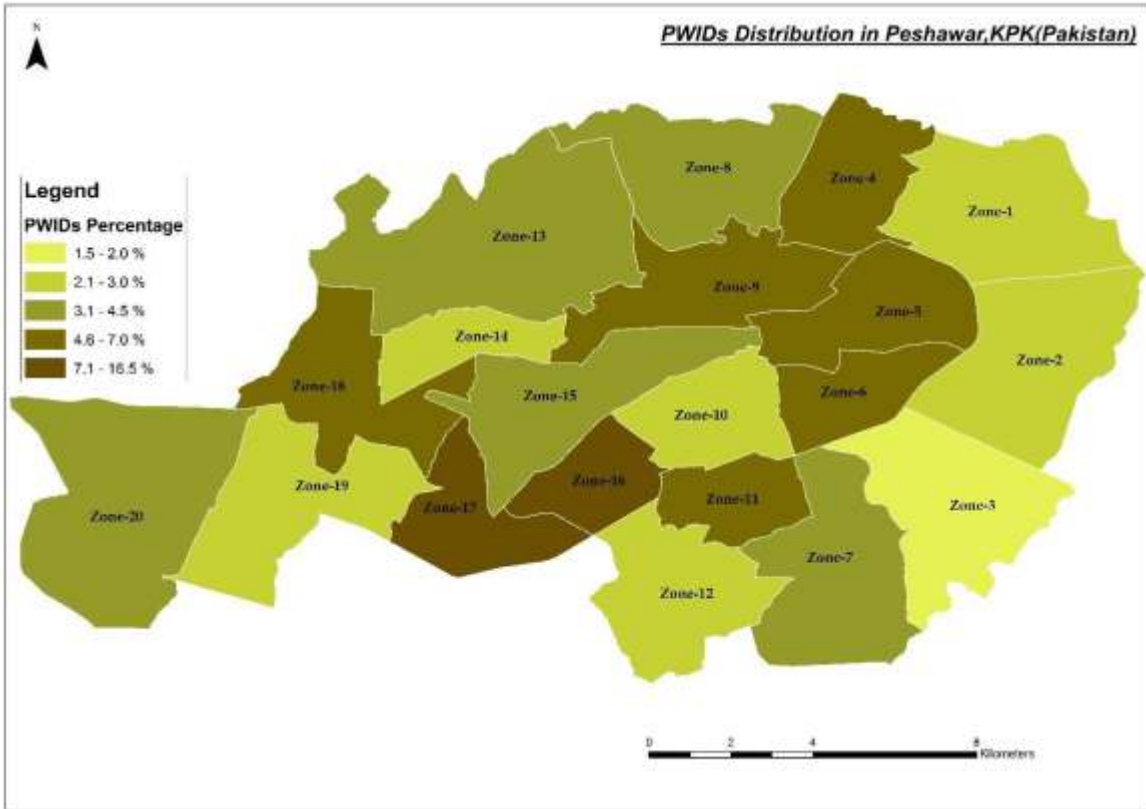 N
PWIDs Distribution in Peshawar,KPK(Pakistan)
Legend
PWIDs Percentage
1.5 - 2.0 %
2.1 - 3.0 %
3.1 - 4.5 %
4.6 - 7.0 %
7.1 - 16.5 %
Zone-8
Zone-4
Zone-1
Zone-13
Zone-9
Zone-5
Zone-14
Zone-2
Zone-18
Zone-15
Zone-6
Zone-10
Zone-19
Zone-16
Zone-11
Zone-17
Zone-3
Zone-20
Zone-7
Zone-12
0 2 4 8
Kilometers